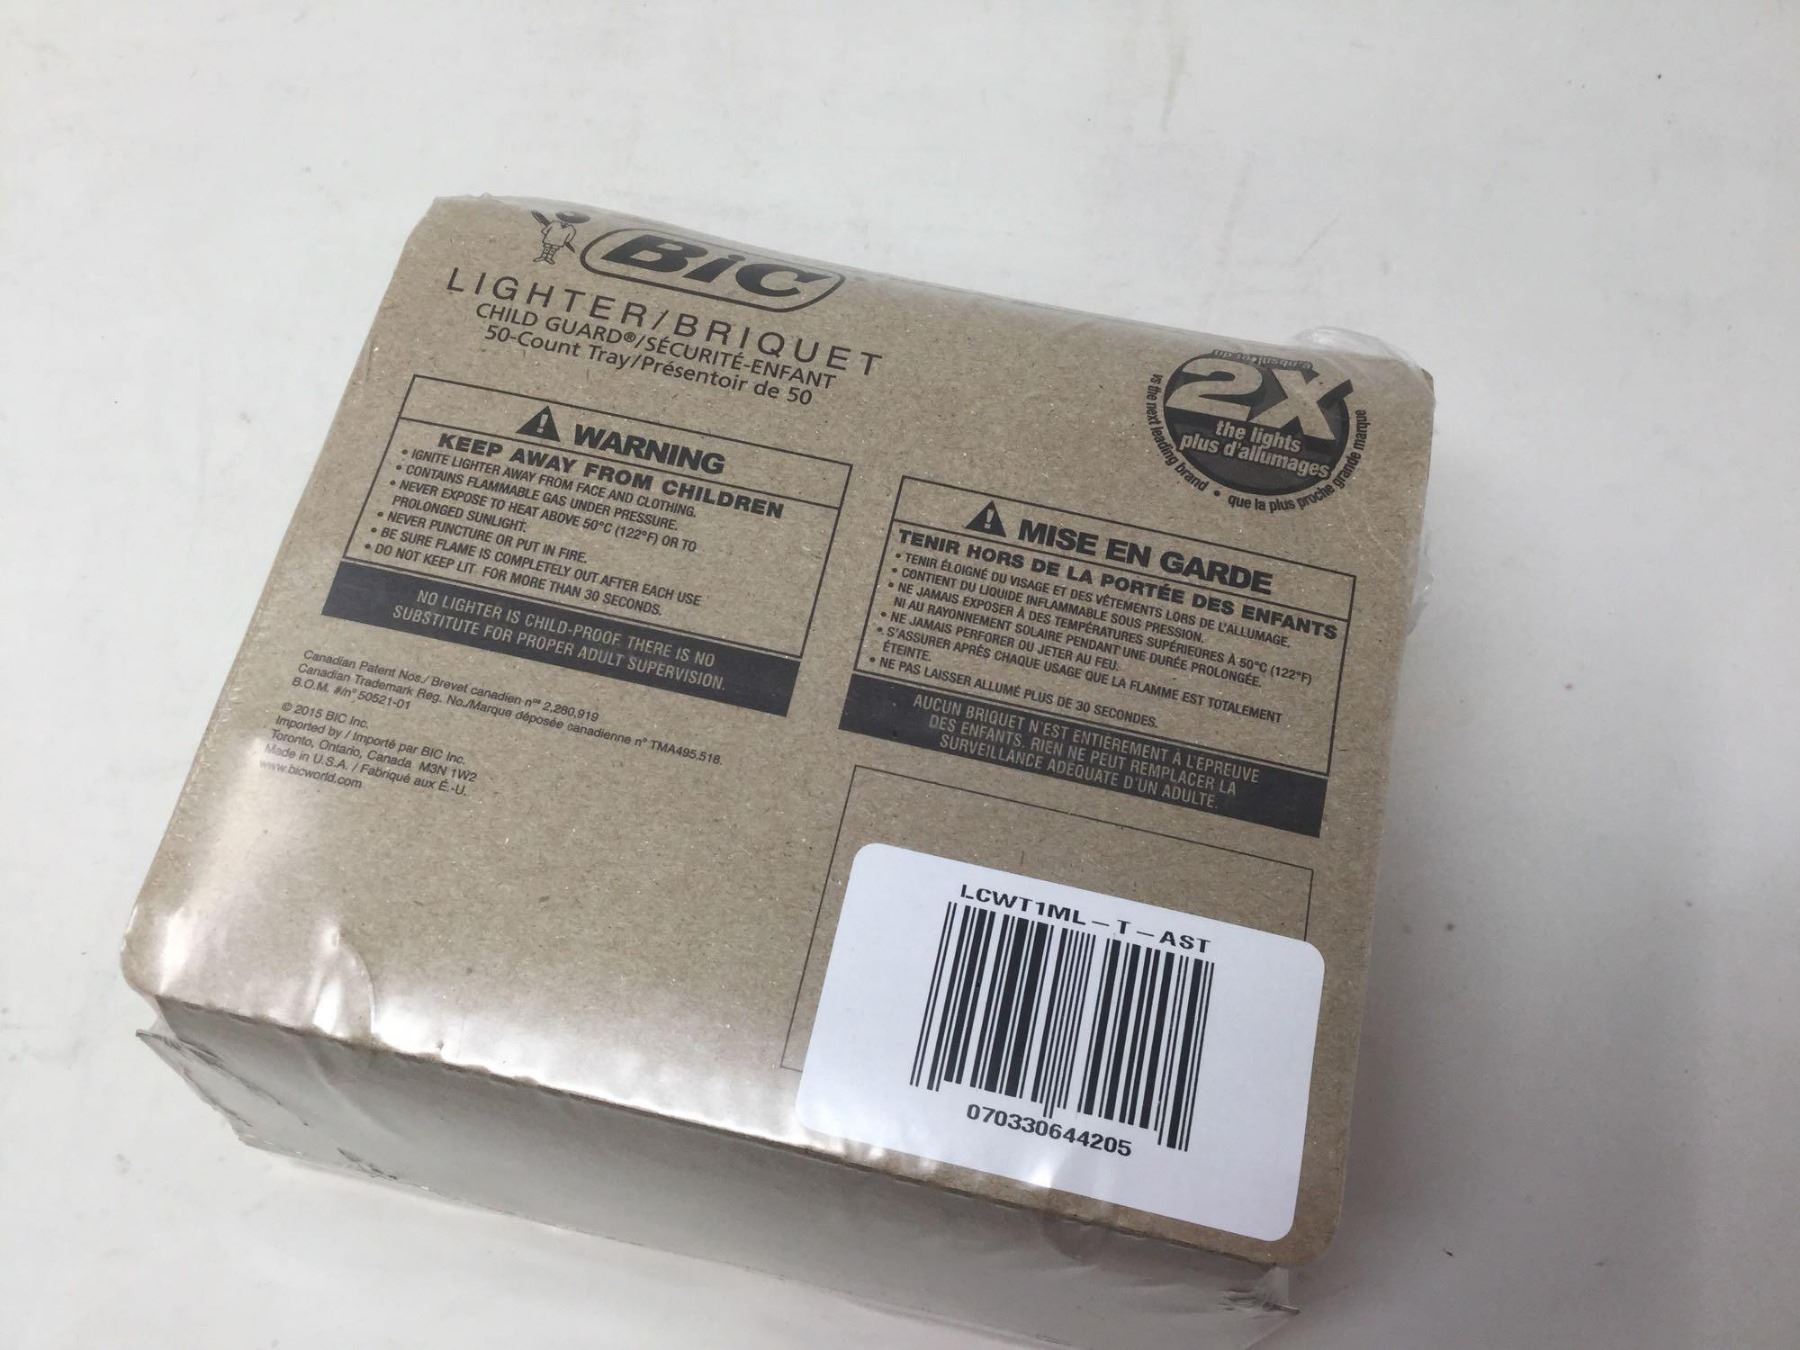 BIC
LIGHTER/BRIQUET
CHILD GUARD®/SÉCURITÉ-ENFANT
50-Count Tray/Présentoir de 50
WARNING
KEEP AWAY FROM CHILDREN
• IGNITE LIGHTER AWAY FROM FACE AND CLOTHING.
• CONTAINS FLAMMABLE GAS UNDER PRESSURE.
• NEVER EXPOSE TO HEAT ABOVE 50°C (122°F) OR TO
PROLONGED SUNLIGHT.
• NEVER PUNCTURE OR PUT IN FIRE.
• BE SURE FLAME IS COMPLETELY OUT AFTER EACH USE
• DO NOT KEEP LIT FOR MORE THAN 30 SECONDS.
NO LIGHTER IS CHILD-PROOF THERE IS NO
SUBSTITUTE FOR PROPER ADULT SUPERVISION.
Canadian Patent Nos./Brevet canadien nos 2,280,919
Canadian Trademark Reg. No./Marque déposée canadienne n° TMA495,518.
B.O.M. #/n° 50521-01
© 2015 BIC Inc.
Imported by / Importé par BIC Inc.
Toronto, Ontario, Canada M3N 1W2
Made in U.S.A. / Fabriqué aux É.-U.
www.bicworld.com
up to/jusqu'à
2X
the lights
plus d'allumages
vs the next leading brand • que la plus proche grande marque
MISE EN GARDE
TENIR HORS DE LA PORTÉE DES ENFANTS
• TENIR ÉLOIGNÉ DU VISAGE ET DES VÊTEMENTS LORS DE L'ALLUMAGE.
• CONTIENT DU LIQUIDE INFLAMMABLE SOUS PRESSION.
• NE JAMAIS EXPOSER À DES TEMPÉRATURES SUPÉRIEURES À 50°C (122°F)
NI AU RAYONNEMENT SOLAIRE PENDANT UNE DURÉE PROLONGÉE.
• NE JAMAIS PERFORER OU JETER AU FEU.
• S'ASSURER APRÈS CHAQUE USAGE QUE LA FLAMME EST TOTALEMENT
ÉTEINTE.
• NE PAS LAISSER ALLUMÉ PLUS DE 30 SECONDES.
AUCUN BRIQUET N'EST ENTIÈREMENT À L'ÉPREUVE
DES ENFANTS. RIEN NE PEUT REMPLACER LA
SURVEILLANCE ADÉQUATE D'UN ADULTE.
LCWT1ML-T-AST
070330644205